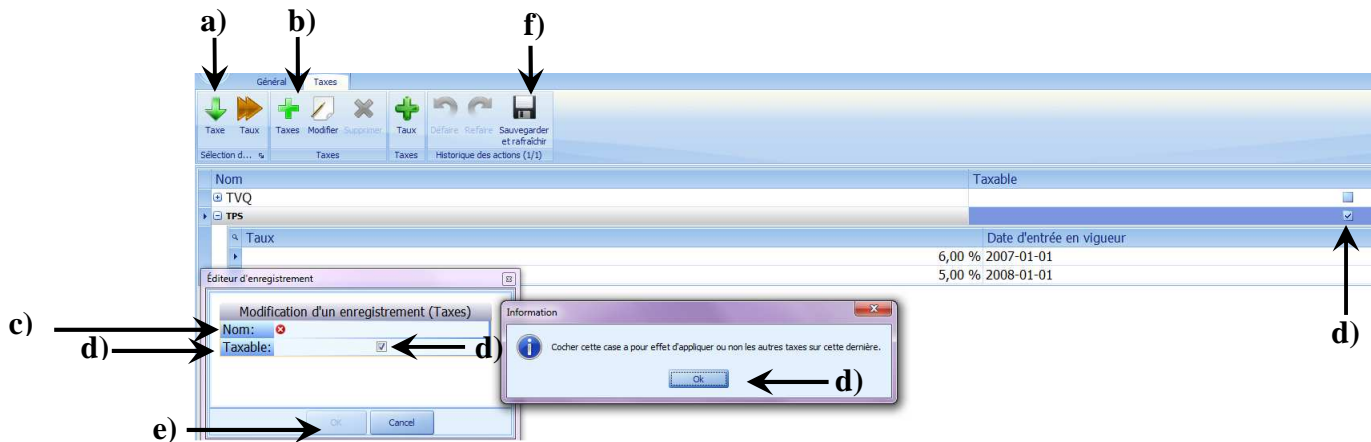 a) b) f)
Général Taxes
Taxe Taux Taxes Modifier Supprimer Taux Défaire Refaire Sauvegarder
et rafraîchir
Sélection d... Taxes Taxes Historique des actions (1/1)
Nom Taxable
TVQ
TPS
Taux Date d'entrée en vigueur
6,00 % 2007-01-01
5,00 % 2008-01-01
Éditeur d'enregistrement
Modification d'un enregistrement (Taxes)
c) Nom:
d) Taxable: d)
e) OK Cancel
Information
Cocher cette case a pour effet d'appliquer ou non les autres taxes sur cette dernière.
Ok d)
d)